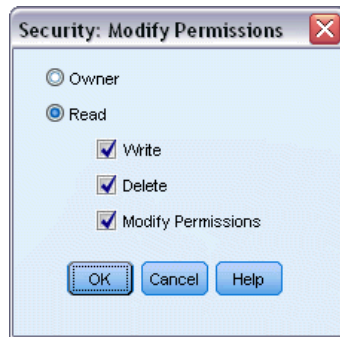 Security: Modify Permissions
Owner
Read
Write
Delete
Modify Permissions
OK Cancel Help